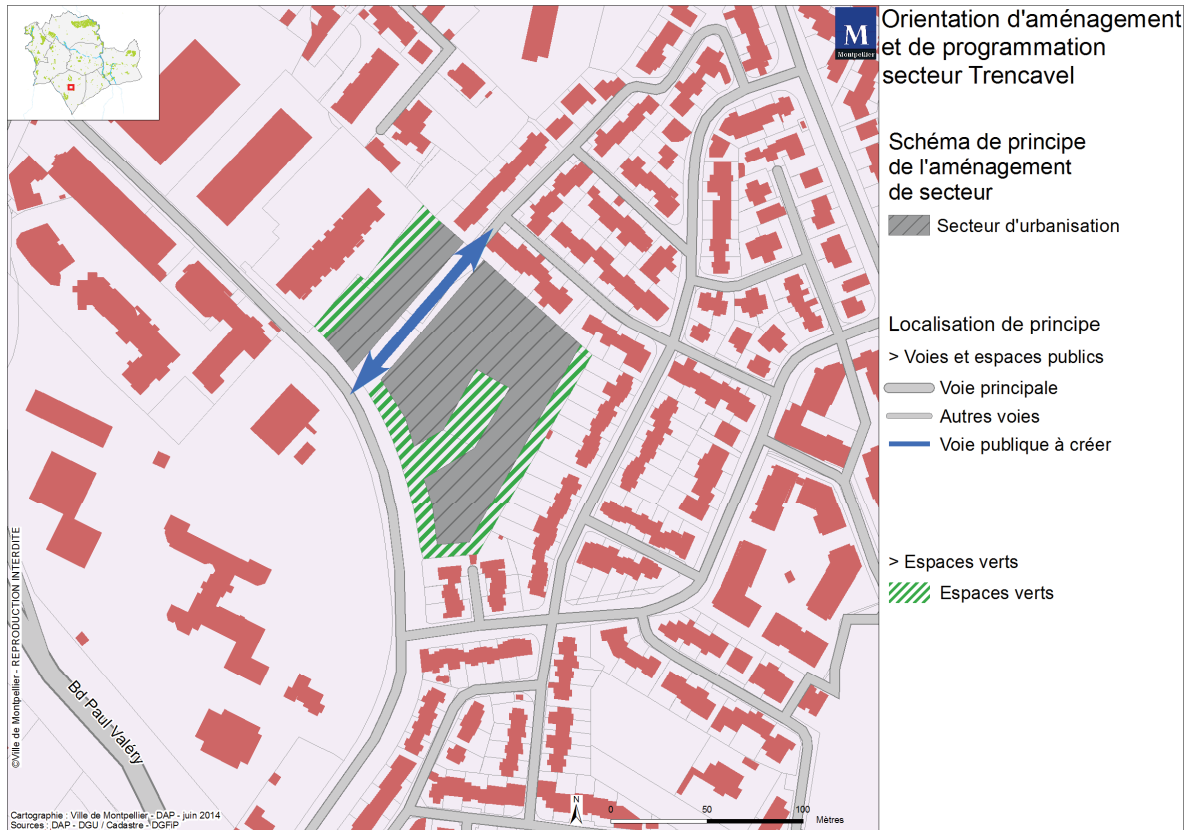 M
Montpellier
Orientation d'aménagement
et de programmation
secteur Trencavel
Schéma de principe
de l'aménagement
de secteur
Secteur d'urbanisation
Localisation de principe
> Voies et espaces publics
Voie principale
Autres voies
Voie publique à créer
> Espaces verts
Espaces verts
©Ville de Montpellier - REPRODUCTION INTERDITE
Bd Paul Valéry
Cartographie : Ville de Montpellier - DAP - juin 2014
Sources : DAP - DGU / Cadastre - DGFiP
N
0 50 100
Mètres